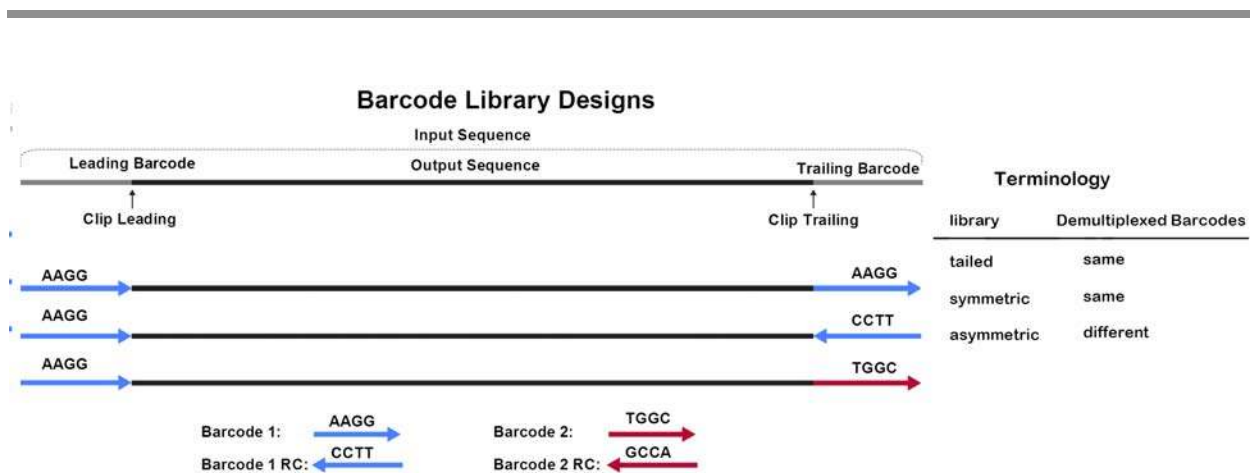 Barcode Library Designs
Input Sequence
Leading Barcode
Output Sequence
Trailing Barcode
Clip Leading
Clip Trailing
Terminology
library Demultiplexed Barcodes
tailed same
symmetric same
asymmetric different
AAGG AAGG
AAGG CCTT
AAGG TGGC
Barcode 1: AAGG Barcode 2: TGGC
Barcode 1 RC: CCTT Barcode 2 RC: GCCA